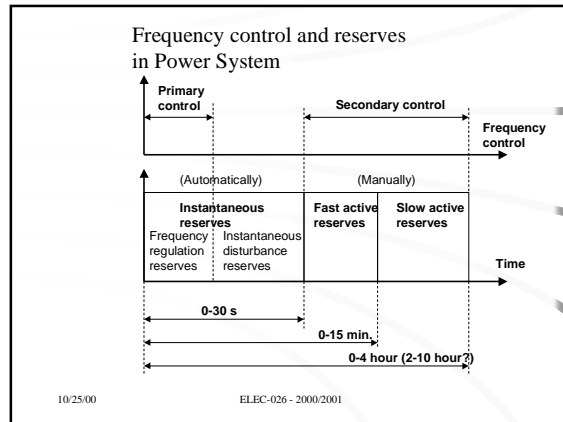 Frequency control and reserves
in Power System
Primary
control
Secondary control
Frequency
control
(Automatically)
(Manually)
Instantaneous
reserves
Fast active
reserves
Slow active
reserves
Frequency
regulation
reserves
Instantaneous
disturbance
reserves
Time
0-30 s
0-15 min.
0-4 hour (2-10 hour?)
10/25/00
ELEC-026 - 2000/2001